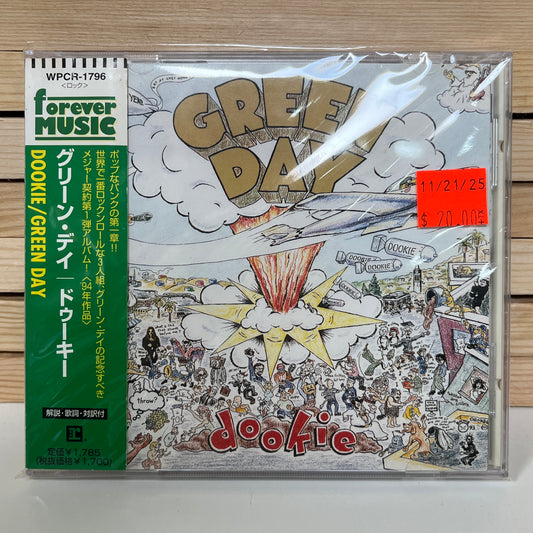 WPCR-1796
<ロック>
forever
MUSIC
グリーン・デイ｜ドゥーキー
DOOKIE/GREEN DAY
ポップなパンクの第一章!!
世界で一番ロックンロールな3人組、グリーン・デイの記念すべき
メジャー契約第1弾アルバム!〈94年作品〉
解説・歌詞・対訳付
定価¥1,785
(税抜価格¥1,700)
GREEN
DAY
11/21/25
$ 20.00
DOOKIE
DOOKIE
DOOKIE
throw?
dookie